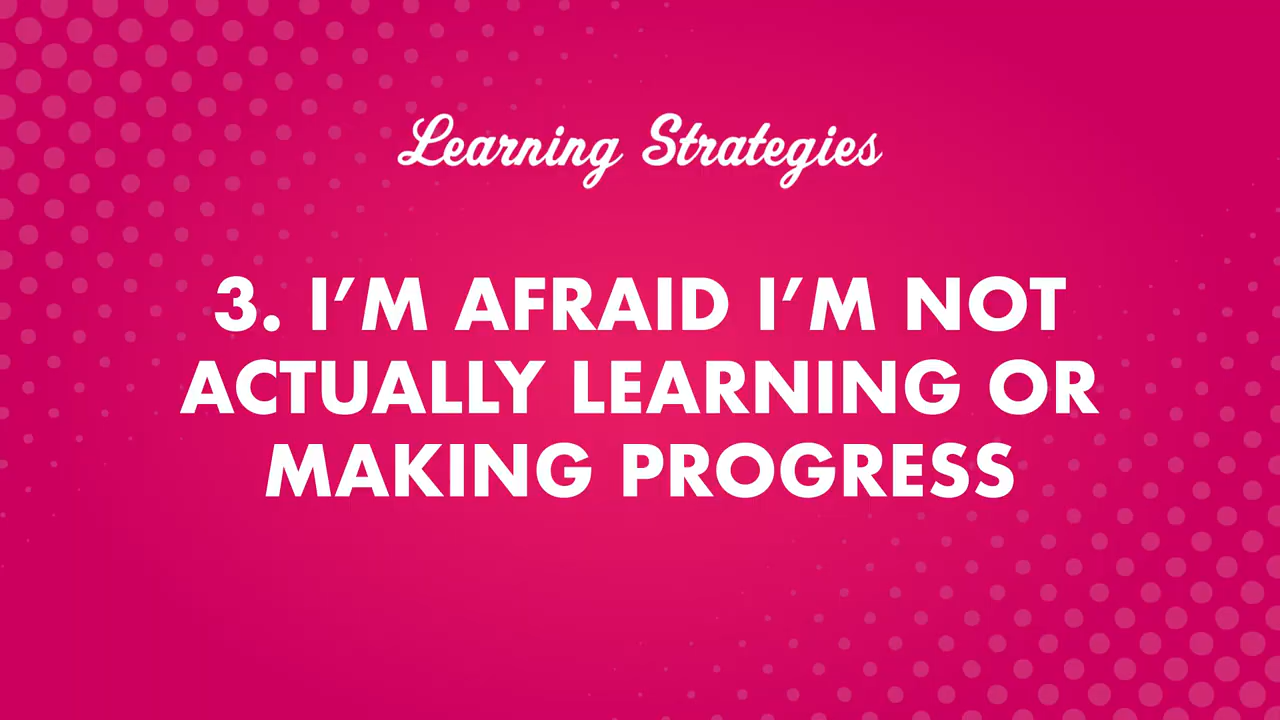 Learning Strategies
3. I’M AFRAID I’M NOT
ACTUALLY LEARNING OR
MAKING PROGRESS